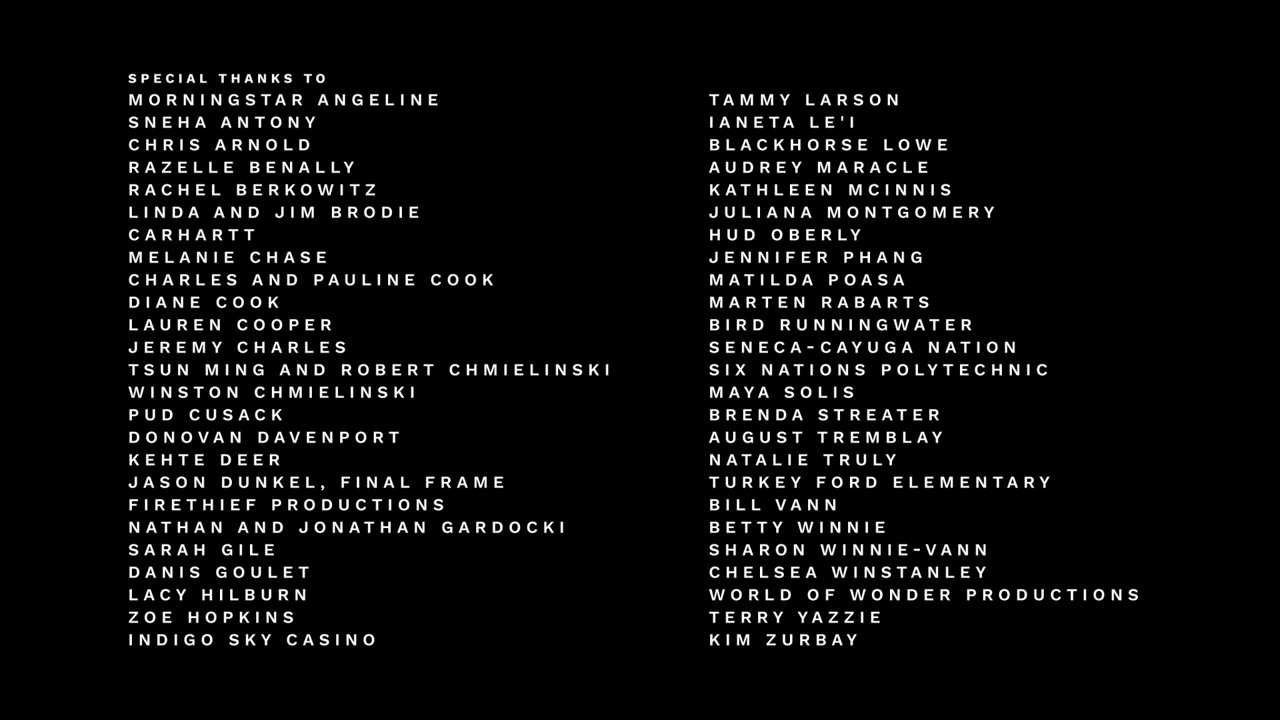 SPECIAL THANKS TO
MORNINGSTAR ANGELINE
SNEHA ANTONY
CHRIS ARNOLD
RAZELLE BENALLY
RACHEL BERKOWITZ
LINDA AND JIM BRODIE
CARHARTT
MELANIE CHASE
CHARLES AND PAULINE COOK
DIANE COOK
LAUREN COOPER
JEREMY CHARLES
TSUN MING AND ROBERT CHMIELINSKI
WINSTON CHMIELINSKI
PUD CUSACK
DONOVAN DAVENPORT
KEHTE DEER
JASON DUNKEL, FINAL FRAME
FIRETHIEF PRODUCTIONS
NATHAN AND JONATHAN GARDOCKI
SARAH GILE
DANIS GOULET
LACY HILBURN
ZOE HOPKINS
INDIGO SKY CASINO
TAMMY LARSON
IANETA LE'I
BLACKHORSE LOWE
AUDREY MARACLE
KATHLEEN MCINNIS
JULIANA MONTGOMERY
HUD OBERLY
JENNIFER PHANG
MATILDA POASA
MARTEN RABARTS
BIRD RUNNINGWATER
SENECA-CAYUGA NATION
SIX NATIONS POLYTECHNIC
MAYA SOLIS
BRENDA STREATER
AUGUST TREMBLAY
NATALIE TRULY
TURKEY FORD ELEMENTARY
BILL VANN
BETTY WINNIE
SHARON WINNIE-VANN
CHELSEA WINSTANLEY
WORLD OF WONDER PRODUCTIONS
TERRY YAZZIE
KIM ZURBAY